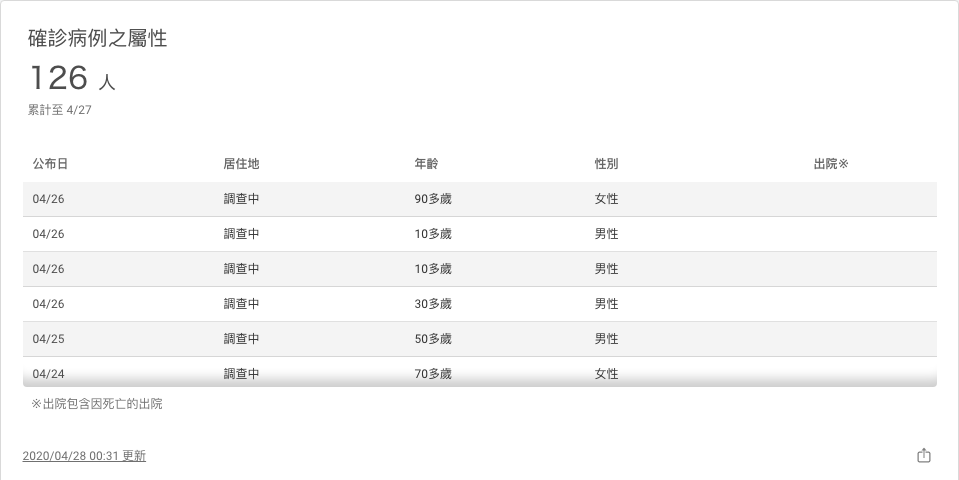 確診病例之屬性
126 人
累計至 4/27
公布日 居住地 年齡 性別 出院※
04/26 調查中 90多歲 女性
04/26 調查中 10多歲 男性
04/26 調查中 10多歲 男性
04/26 調查中 30多歲 男性
04/25 調查中 50多歲 男性
04/24 調查中 70多歲 女性
※出院包含因死亡的出院
2020/04/28 00:31 更新